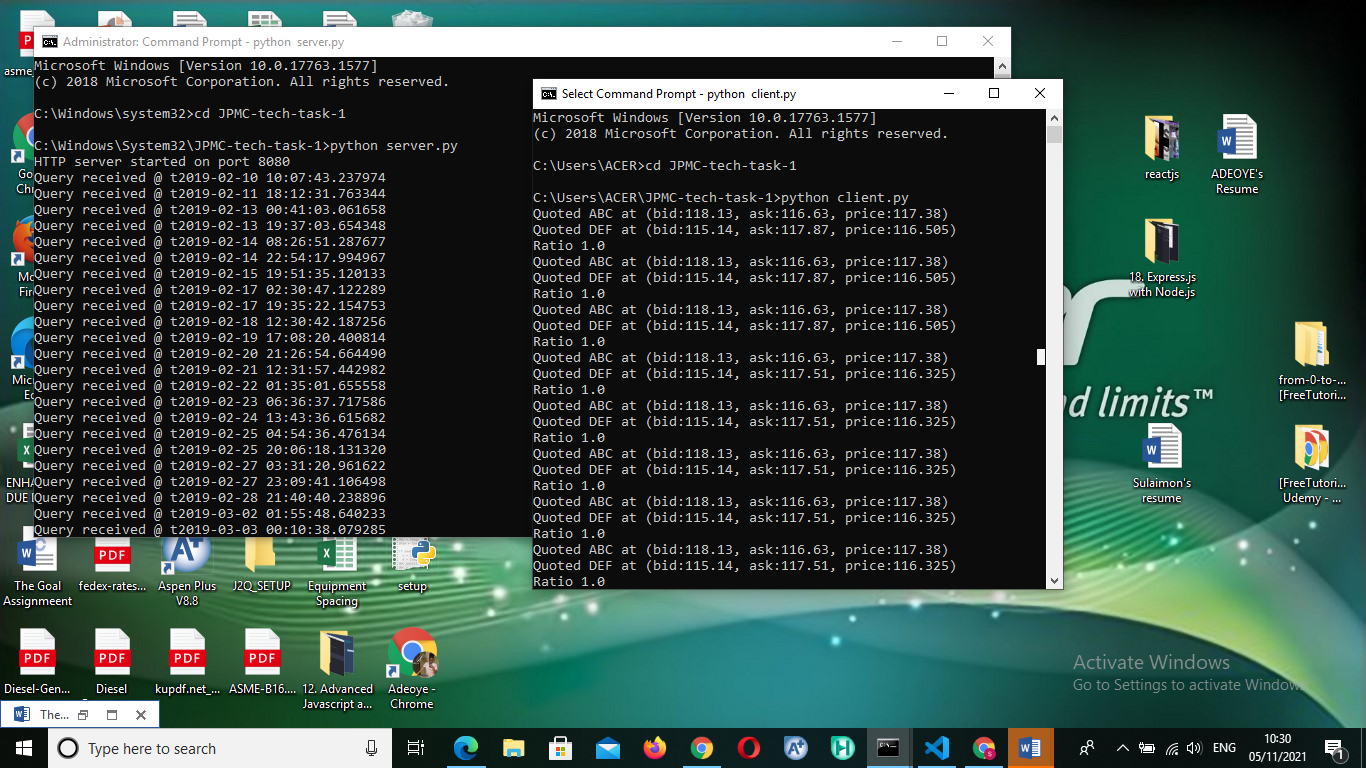 Administrator: Command Prompt - python  server.py
Microsoft Windows [Version 10.0.17763.1577]
(c) 2018 Microsoft Corporation. All rights reserved.
C:\Windows\system32>cd JPMC-tech-task-1
C:\Windows\System32\JPMC-tech-task-1>python server.py
HTTP server started on port 8080
Query received @ t2019-02-10 10:07:43.237974
Query received @ t2019-02-11 18:12:31.763344
Query received @ t2019-02-13 00:41:03.061658
Query received @ t2019-02-13 19:37:03.654348
Query received @ t2019-02-14 08:26:51.287677
Query received @ t2019-02-14 22:54:17.994967
Query received @ t2019-02-15 19:51:35.120133
Query received @ t2019-02-17 02:30:47.122289
Query received @ t2019-02-17 19:35:22.154753
Query received @ t2019-02-18 12:30:42.187256
Query received @ t2019-02-19 17:08:20.400814
Query received @ t2019-02-20 21:26:54.664490
Query received @ t2019-02-21 12:31:57.442982
Query received @ t2019-02-22 01:35:01.655558
Query received @ t2019-02-23 06:36:37.717586
Query received @ t2019-02-24 13:43:36.615682
Query received @ t2019-02-25 04:54:36.476134
Query received @ t2019-02-25 20:06:18.131320
Query received @ t2019-02-27 03:31:20.961622
Query received @ t2019-02-27 23:09:41.106498
Query received @ t2019-02-28 21:40:40.238896
Query received @ t2019-03-02 01:55:48.640233
Query received @ t2019-03-03 00:10:38.079285
Select Command Prompt - python  client.py
Microsoft Windows [Version 10.0.17763.1577]
(c) 2018 Microsoft Corporation. All rights reserved.
C:\Users\ACER>cd JPMC-tech-task-1
C:\Users\ACER\JPMC-tech-task-1>python client.py
Quoted ABC at (bid:118.13, ask:116.63, price:117.38)
Quoted DEF at (bid:115.14, ask:117.87, price:116.505)
Ratio 1.0
Quoted ABC at (bid:118.13, ask:116.63, price:117.38)
Quoted DEF at (bid:115.14, ask:117.87, price:116.505)
Ratio 1.0
Quoted ABC at (bid:118.13, ask:116.63, price:117.38)
Quoted DEF at (bid:115.14, ask:117.87, price:116.505)
Ratio 1.0
Quoted ABC at (bid:118.13, ask:116.63, price:117.38)
Quoted DEF at (bid:115.14, ask:117.51, price:116.325)
Ratio 1.0
Quoted ABC at (bid:118.13, ask:116.63, price:117.38)
Quoted DEF at (bid:115.14, ask:117.51, price:116.325)
Ratio 1.0
Quoted ABC at (bid:118.13, ask:116.63, price:117.38)
Quoted DEF at (bid:115.14, ask:117.51, price:116.325)
Ratio 1.0
Quoted ABC at (bid:118.13, ask:116.63, price:117.38)
Quoted DEF at (bid:115.14, ask:117.51, price:116.325)
Ratio 1.0
Quoted ABC at (bid:118.13, ask:116.63, price:117.38)
Quoted DEF at (bid:115.14, ask:117.51, price:116.325)
Ratio 1.0
reactjs
ADEOYE's
Resume
18. Express.js
with Node.js
limits™
from-0-to-...
[FreeTutori...
Sulaimon's
resume
[FreeTutori...
Udemy - ...
The Goal
Assignment
PDF
fedex-rates...
Aspen Plus
V8.8
J2Q_SETUP
Equipment
Spacing
setup
PDF
Diesel-Gen...
PDF
Diesel
PDF
kupdf.net_...
PDF
ASME-B16....
12. Advanced
Javascript a...
Adeoye -
Chrome
Activate Windows
Go to Settings to activate Windows.
The...
Type here to search
ENG
10:30
05/11/2021
1